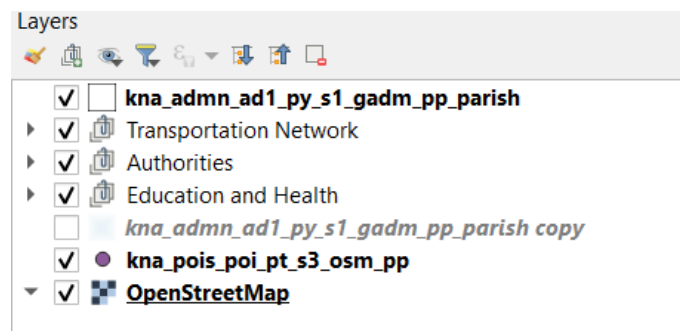 Layers
kna_admn_ad1_py_s1_gadm_pp_parish
Transportation Network
Authorities
Education and Health
kna_admn_ad1_py_s1_gadm_pp_parish copy
kna_pois_poi_pt_s3_osm_pp
OpenStreetMap